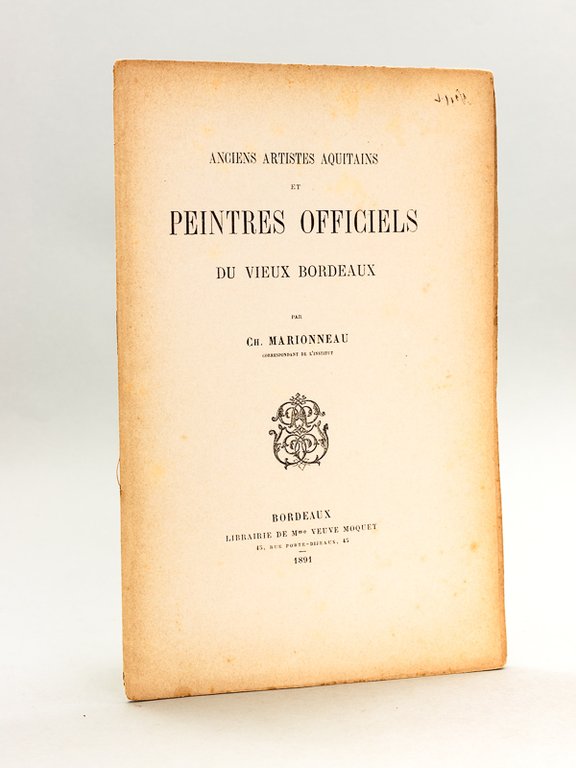 ANCIENS ARTISTES AQUITAINS
ET
PEINTRES OFFICIELS
DU VIEUX BORDEAUX
PAR
CH. MARIONNEAU
CORRESPONDANT DE L'INSTITUT
BORDEAUX
LIBRAIRIE DE Mme VEUVE MOQUET
45, RUE PORTE-DIJEAUX, 45
1891